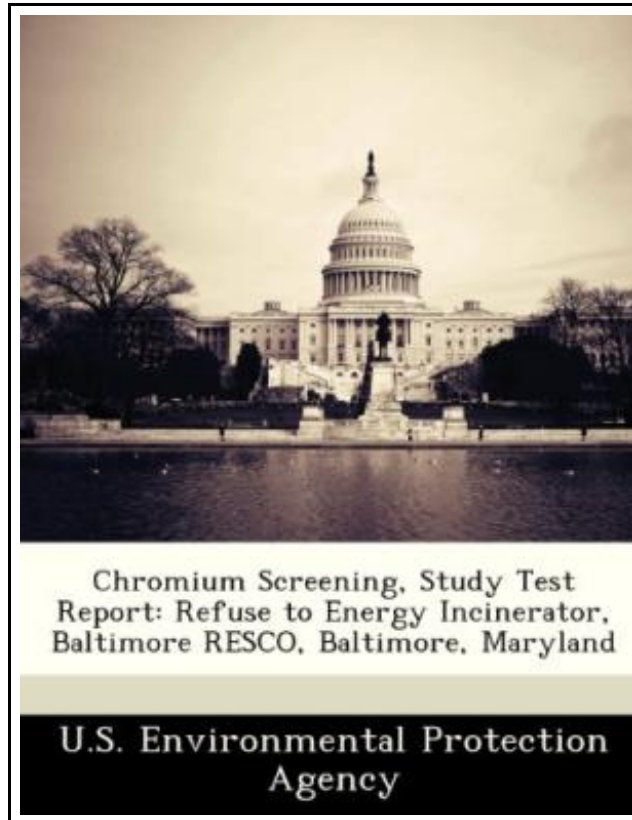 Chromium Screening, Study Test
Report: Refuse to Energy Incinerator,
Baltimore RESCO, Baltimore, Maryland
U.S. Environmental Protection
Agency